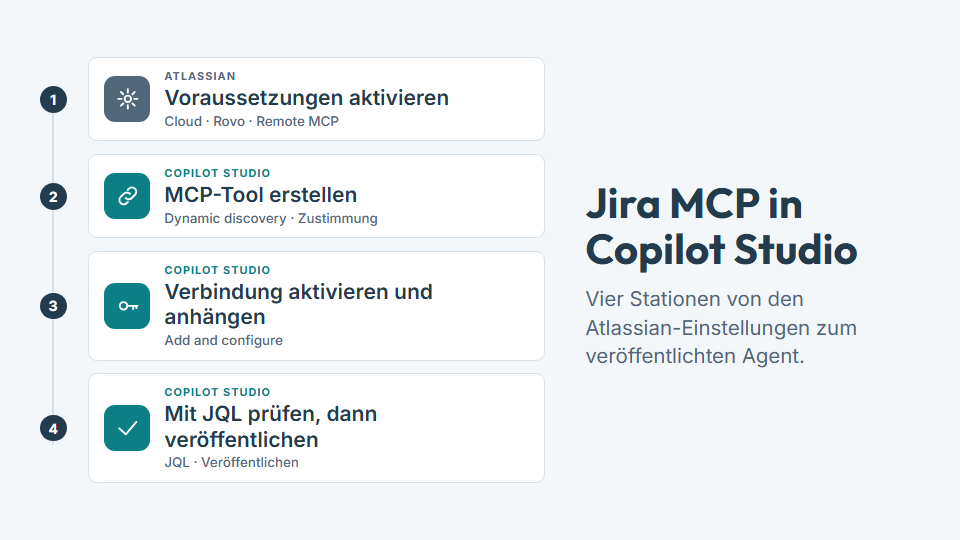 1
ATLASSIAN
Voraussetzungen aktivieren
Cloud · Rovo · Remote MCP
2
COPILOT STUDIO
MCP-Tool erstellen
Dynamic discovery · Zustimmung
3
COPILOT STUDIO
Verbindung aktivieren und
anhängen
Add and configure
4
COPILOT STUDIO
Mit JQL prüfen, dann
veröffentlichen
JQL · Veröffentlichen
Jira MCP in
Copilot Studio
Vier Stationen von den
Atlassian-Einstellungen zum
veröffentlichten Agent.